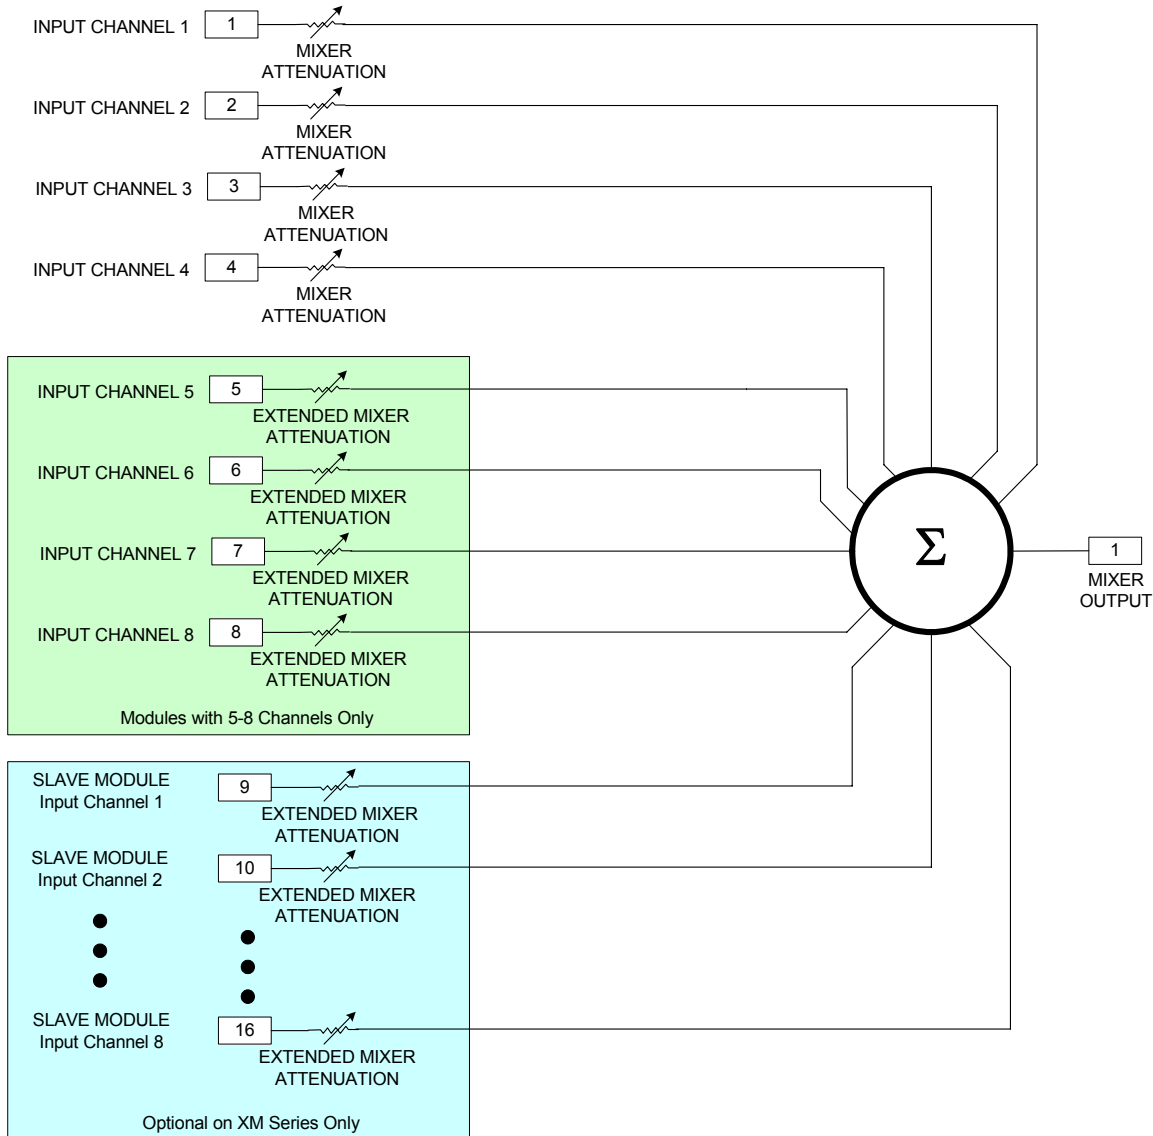 INPUT CHANNEL 1
1
MIXER
ATTENUATION
INPUT CHANNEL 2
2
MIXER
ATTENUATION
INPUT CHANNEL 3
3
MIXER
ATTENUATION
INPUT CHANNEL 4
4
MIXER
ATTENUATION
INPUT CHANNEL 5
5
EXTENDED MIXER
ATTENUATION
INPUT CHANNEL 6
6
EXTENDED MIXER
ATTENUATION
INPUT CHANNEL 7
7
EXTENDED MIXER
ATTENUATION
INPUT CHANNEL 8
8
EXTENDED MIXER
ATTENUATION
Modules with 5-8 Channels Only
Σ
1
MIXER
OUTPUT
SLAVE MODULE
Input Channel 1
9
EXTENDED MIXER
ATTENUATION
SLAVE MODULE
Input Channel 2
10
EXTENDED MIXER
ATTENUATION
SLAVE MODULE
Input Channel 8
16
EXTENDED MIXER
ATTENUATION
Optional on XM Series Only